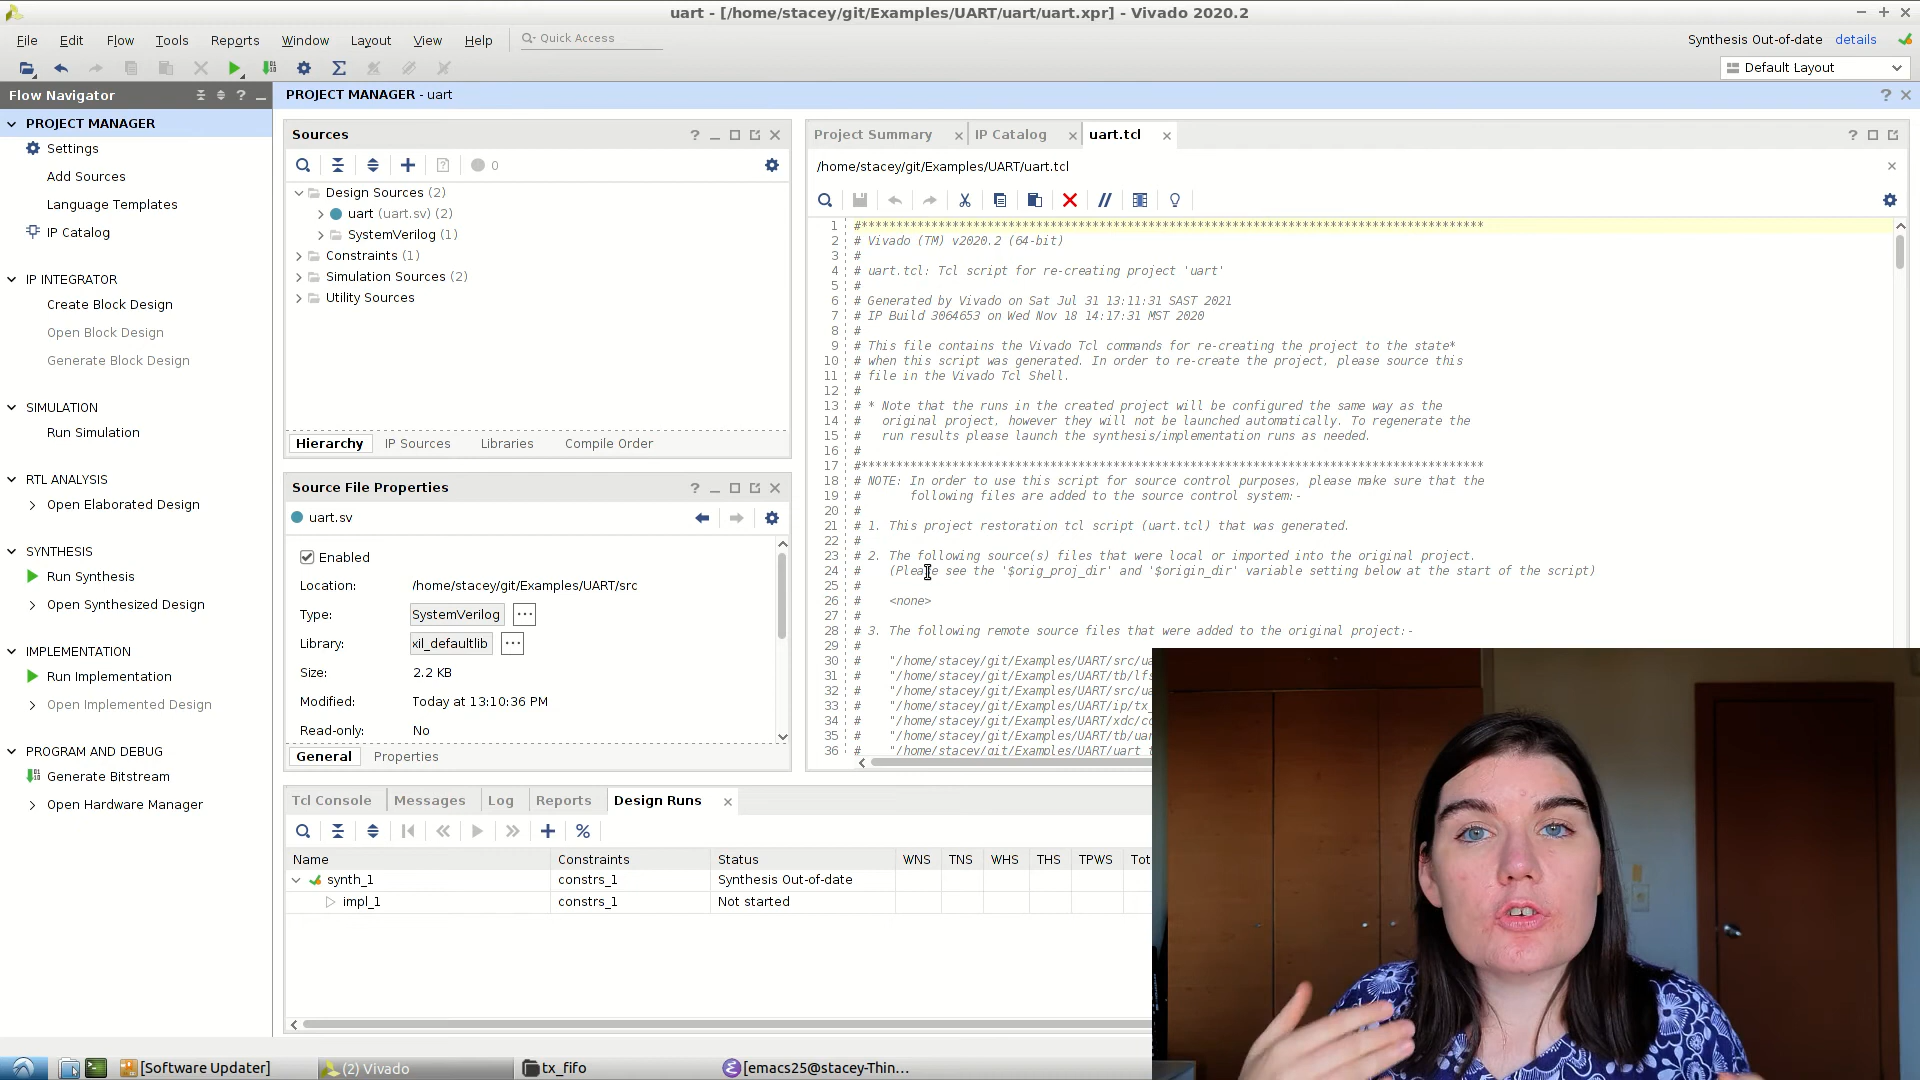 uart - [/home/stacey/git/Examples/UART/uart/uart.xpr] - Vivado 2020.2
File Edit Flow Tools Reports Window Layout View Help Quick Access
Synthesis Out-of-date details
Default Layout
Flow Navigator
PROJECT MANAGER
Settings
Add Sources
Language Templates
IP Catalog
IP INTEGRATOR
Create Block Design
Open Block Design
Generate Block Design
SIMULATION
Run Simulation
RTL ANALYSIS
Open Elaborated Design
SYNTHESIS
Run Synthesis
Open Synthesized Design
IMPLEMENTATION
Run Implementation
Open Implemented Design
PROGRAM AND DEBUG
Generate Bitstream
Open Hardware Manager
PROJECT MANAGER - uart
Sources
0
Design Sources (2)
uart (uart.sv) (2)
SystemVerilog (1)
Constraints (1)
Simulation Sources (2)
Utility Sources
Hierarchy IP Sources Libraries Compile Order
Source File Properties
uart.sv
Enabled
Location: /home/stacey/git/Examples/UART/src
Type: SystemVerilog
Library: xil_defaultlib
Size: 2.2 KB
Modified: Today at 13:10:36 PM
Read-only: No
General Properties
Project Summary IP Catalog uart.tcl
/home/stacey/git/Examples/UART/uart.tcl
1 #*****************************************************************************************
2 # Vivado (TM) v2020.2 (64-bit)
3 #
4 # uart.tcl: Tcl script for re-creating project 'uart'
5 #
6 # Generated by Vivado on Sat Jul 31 13:11:31 SAST 2021
7 # IP Build 3064653 on Wed Nov 18 14:17:31 MST 2020
8 #
9 # This file contains the Vivado Tcl commands for re-creating the project to the state*
10 # when this script was generated. In order to re-create the project, please source this
11 # file in the Vivado Tcl Shell.
12 #
13 # * Note that the runs in the created project will be configured the same way as the
14 #   original project, however they will not be launched automatically. To regenerate the
15 #   run results please launch the synthesis/implementation runs as needed.
16 #
17 #*****************************************************************************************
18 # NOTE: In order to use this script for source control purposes, please make sure that the
19 #       following files are added to the source control system:-
20 #
21 # 1. This project restoration tcl script (uart.tcl) that was generated.
22 #
23 # 2. The following source(s) files that were local or imported into the original project.
24 #    (Please see the '$orig_proj_dir' and '$origin_dir' variable setting below at the start of the script)
25 #
26 #    <none>
27 #
28 # 3. The following remote source files that were added to the original project:-
29 #
30 #    "/home/stacey/git/Examples/UART/src/ua
31 #    "/home/stacey/git/Examples/UART/tb/lfs
32 #    "/home/stacey/git/Examples/UART/src/ua
33 #    "/home/stacey/git/Examples/UART/ip/tx_
34 #    "/home/stacey/git/Examples/UART/xdc/co
35 #    "/home/stacey/git/Examples/UART/tb/uar
36 #    "/home/stacey/git/Examples/UART/uart_t
Tcl Console Messages Log Reports Design Runs
Name Constraints Status WNS TNS WHS THS TPWS Tot
synth_1 constrs_1 Synthesis Out-of-date
impl_1 constrs_1 Not started
[Software Updater] (2) Vivado tx_fifo [emacs25@stacey-Thin...